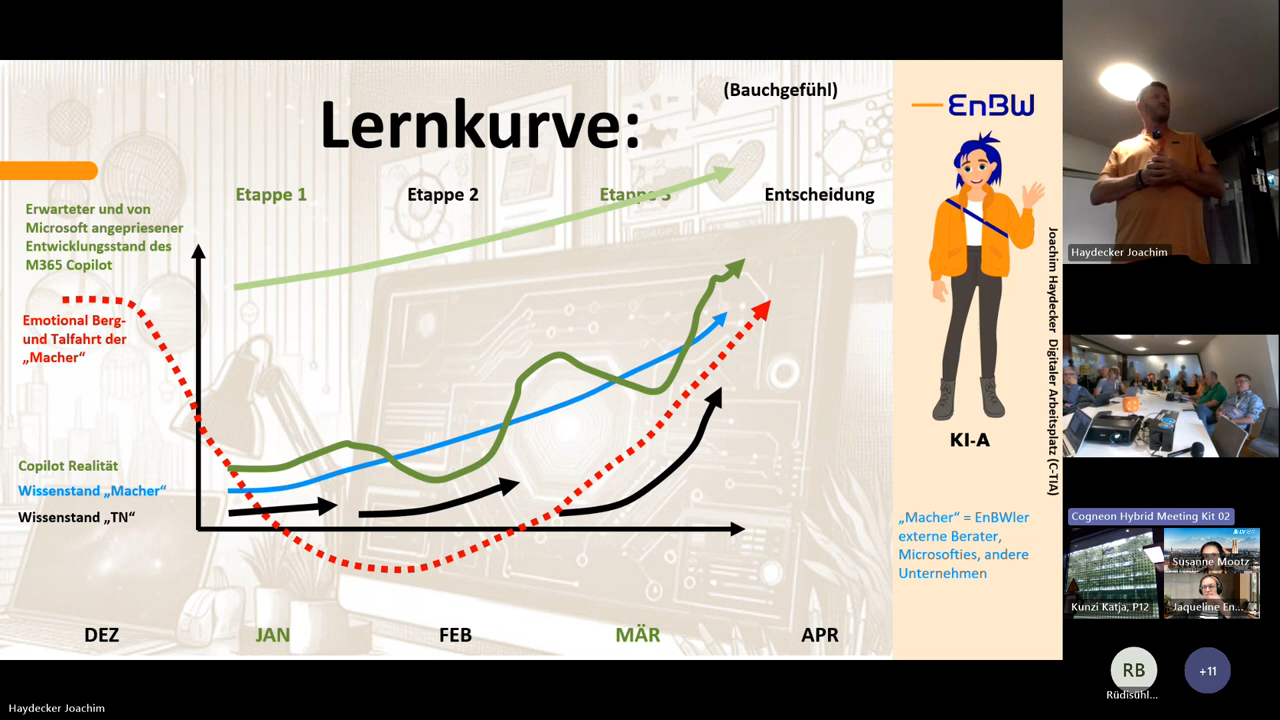 (Bauchgefühl)
Lernkurve:
Etappe 1
Etappe 2
Etappe 3
Entscheidung
Erwarteter und von
Microsoft angepriesener
Entwicklungsstand des
M365 Copilot
Emotional Berg-
und Talfahrt der
„Macher“
Copilot Realität
Wissenstand „Macher“
Wissenstand „TN“
DEZ
JAN
FEB
MÄR
APR
EnBW
KI-A
Joachim Haydecker Digitaler Arbeitsplatz (C-TIA)
„Macher“ = EnBWler
externe Berater,
Microsofties, andere
Unternehmen
Haydecker Joachim
Cogneon Hybrid Meeting Kit 02
Kunzi Katja, P12
Susanne Mootz
Jaqueline En...
RB
Rüdisühl...
+11
Haydecker Joachim